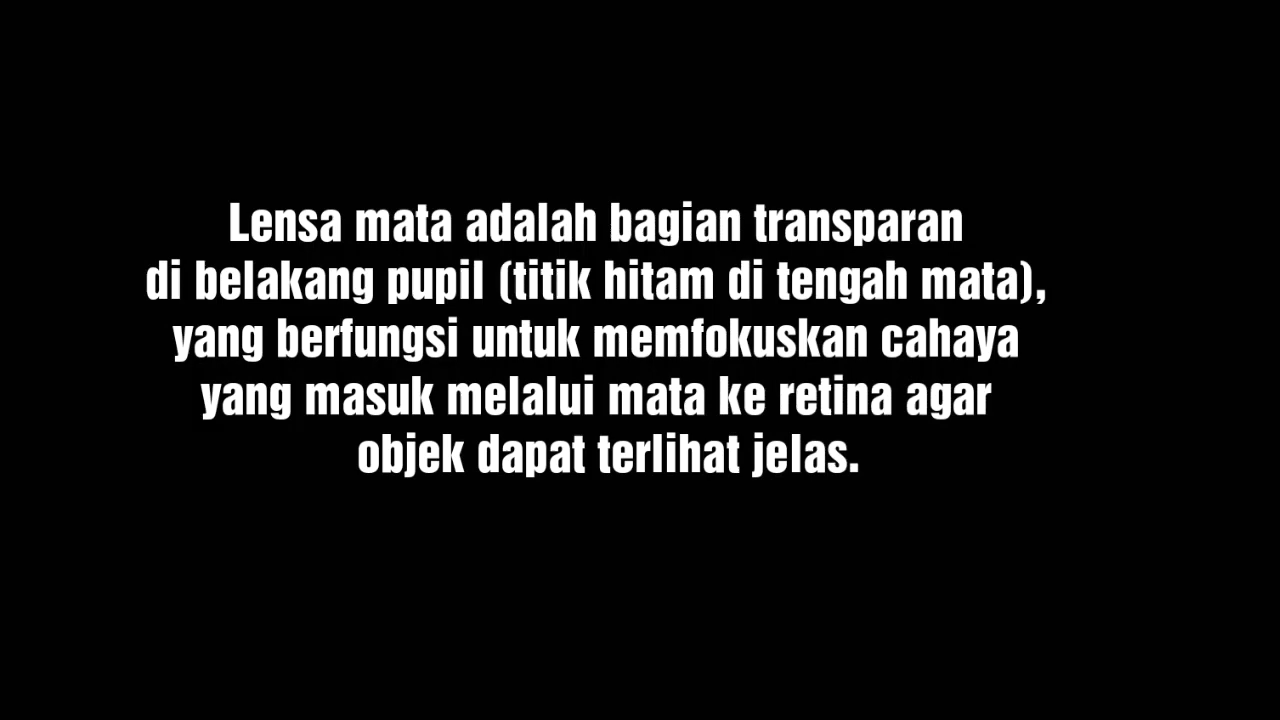 Lensa mata adalah bagian transparan
di belakang pupil (titik hitam di tengah mata),
yang berfungsi untuk memfokuskan cahaya
yang masuk melalui mata ke retina agar
objek dapat terlihat jelas.